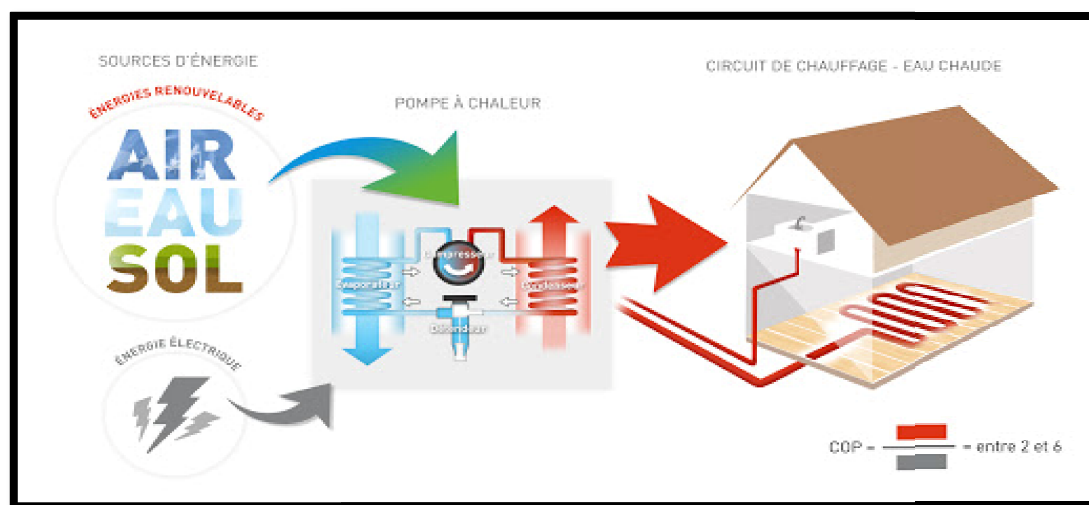 SOURCES D'ÉNERGIE
ÉNERGIES RENOUVELABLES
AIR
EAU
SOL
ÉNERGIE ÉLECTRIQUE
POMPE À CHALEUR
Compresseur
Évaporateur
Condenseur
Détendeur
CIRCUIT DE CHAUFFAGE - EAU CHAUDE
COP = = entre 2 et 6